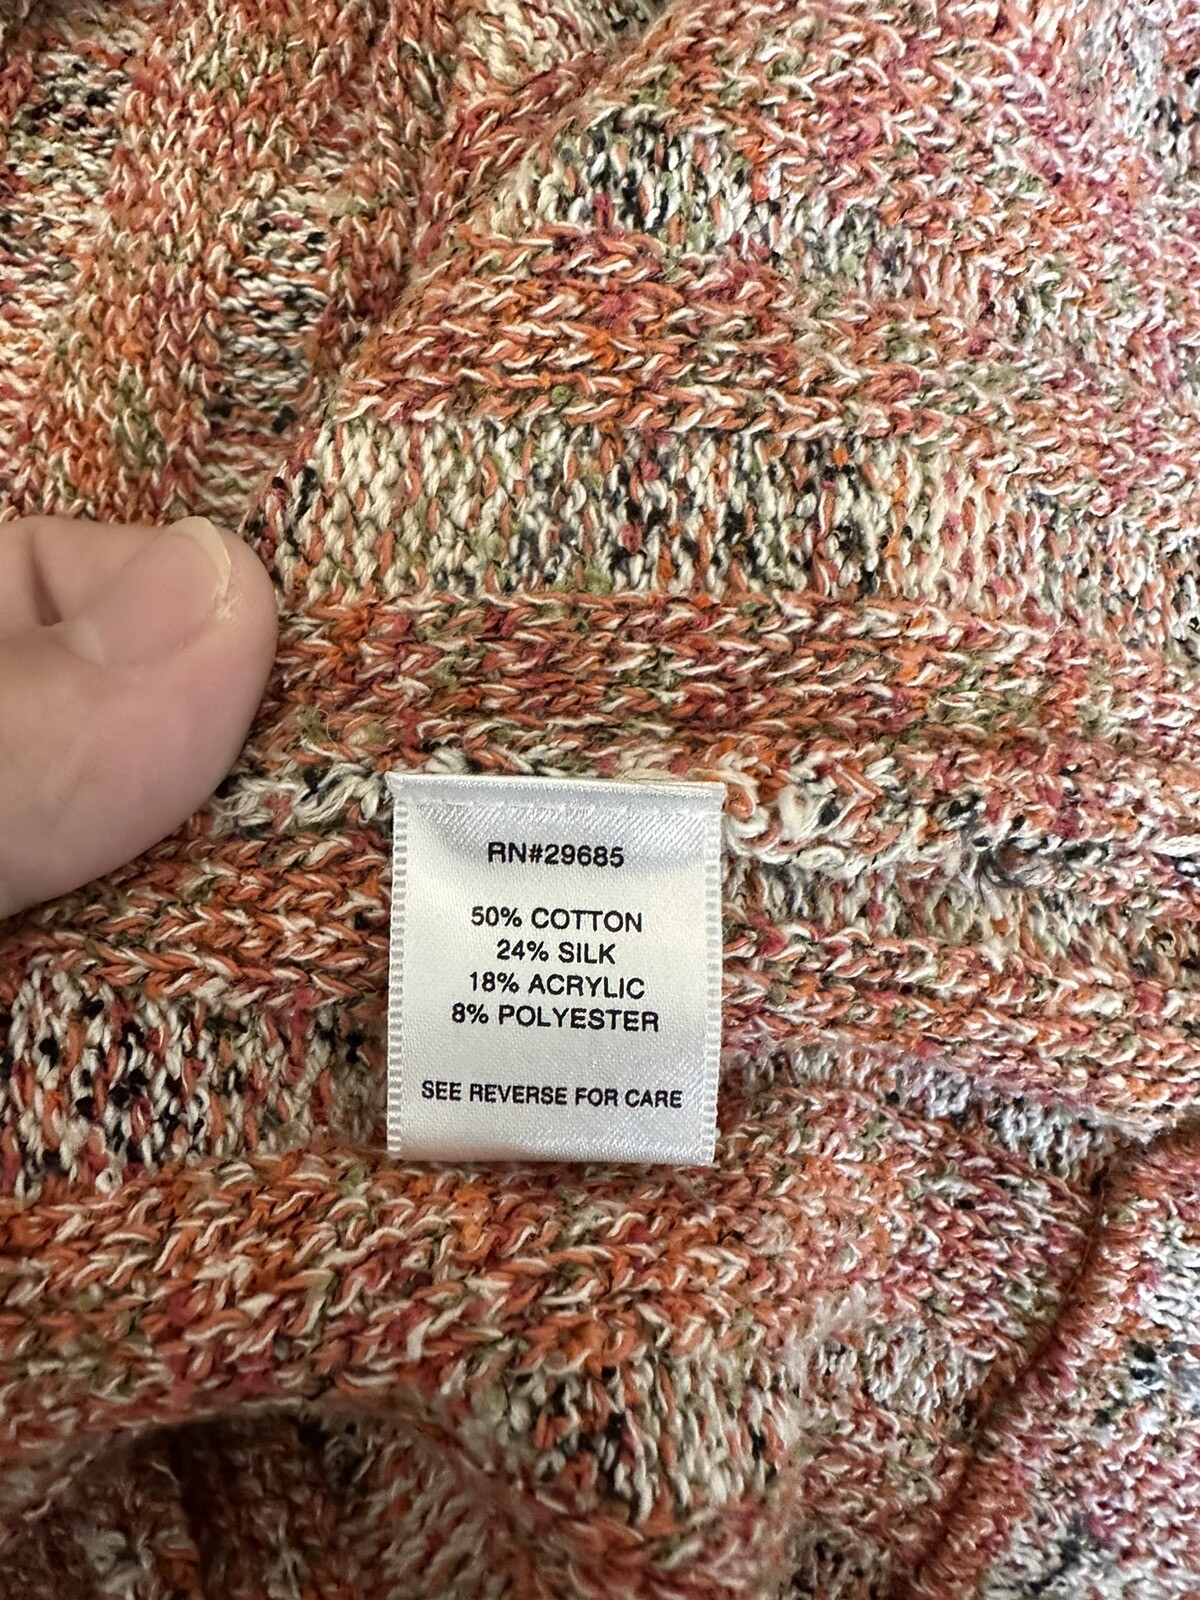 RN#29685
50% COTTON
24% SILK
18% ACRYLIC
8% POLYESTER
SEE REVERSE FOR CARE